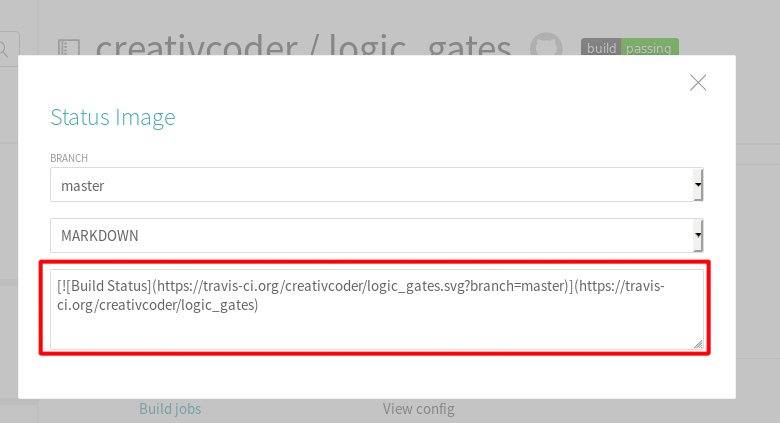 creativcoder / logic_gates
build passing
Status Image
BRANCH
master
MARKDOWN
[![Build Status](https://travis-ci.org/creativcoder/logic_gates.svg?branch=master)](https://travis-
ci.org/creativcoder/logic_gates)
Build jobs
View config